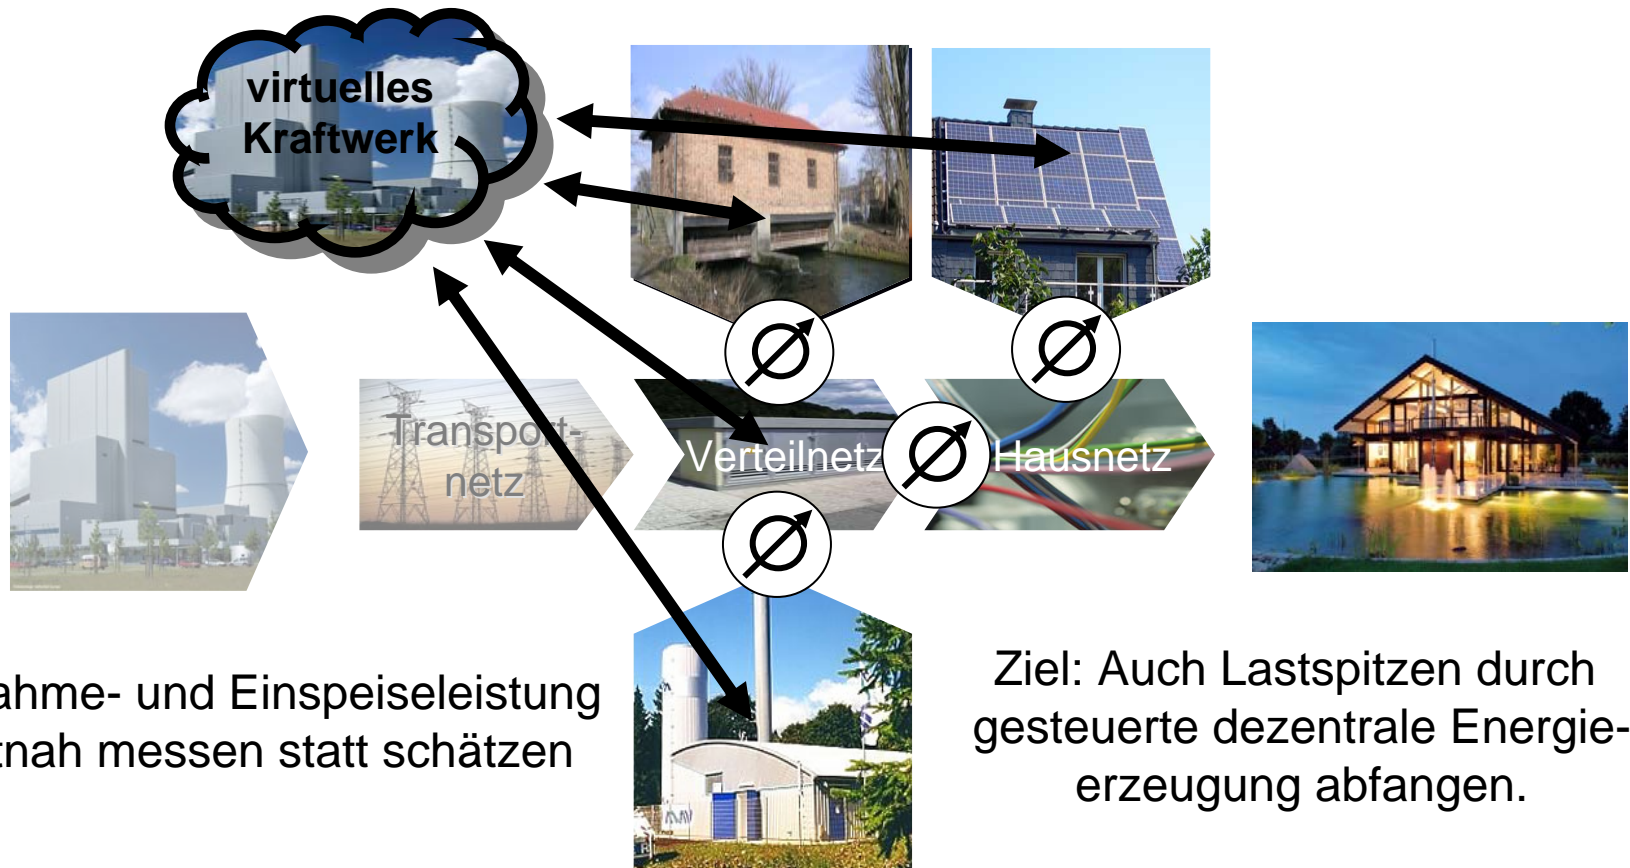 virtuelles
Kraftwerk
Transport-
netz
Verteilnetz
Hausnetz
ahme- und Einspeiseleistung
tnah messen statt schätzen
Ziel: Auch Lastspitzen durch
gesteuerte dezentrale Energie-
erzeugung abfangen.